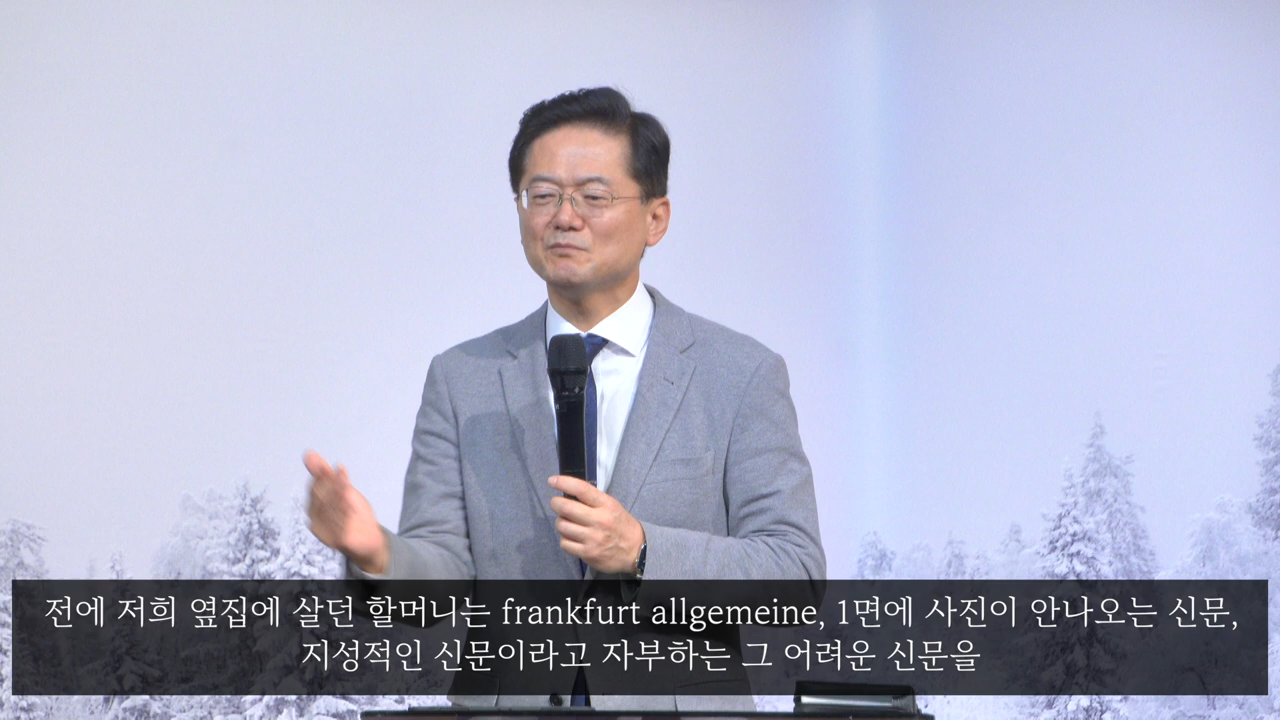 전에 저희 옆집에 살던 할머니는 frankfurt allgemeine, 1면에 사진이 안나오는 신문,
지성적인 신문이라고 자부하는 그 어려운 신문을